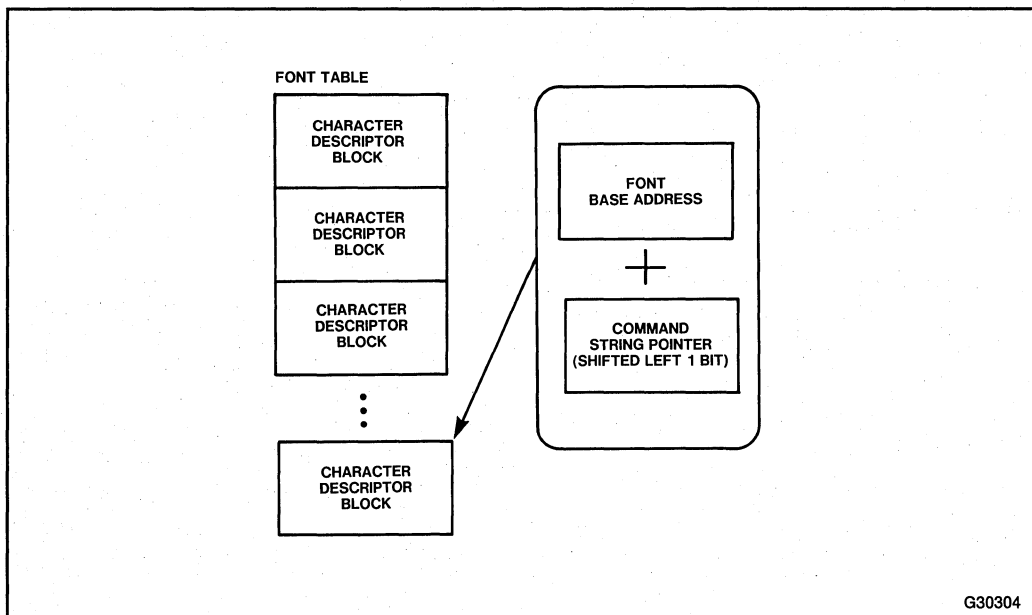 FONT TABLE
CHARACTER
DESCRIPTOR
BLOCK
CHARACTER
DESCRIPTOR
BLOCK
CHARACTER
DESCRIPTOR
BLOCK
CHARACTER
DESCRIPTOR
BLOCK
FONT
BASE ADDRESS
+
COMMAND
STRING POINTER
(SHIFTED LEFT 1 BIT)
G30304